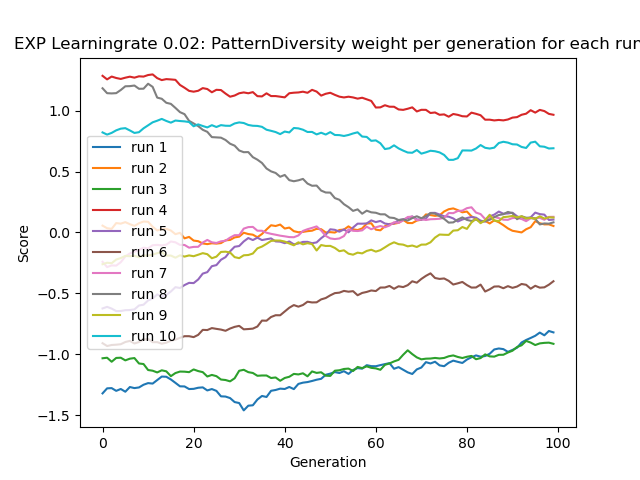 EXP Learningrate 0.02: PatternDiversity weight per generation for each run
Score
1.0
0.5
0.0
−0.5
−1.0
−1.5
run 1
run 2
run 3
run 4
run 5
run 6
run 7
run 8
run 9
run 10
0 20 40 60 80 100
Generation